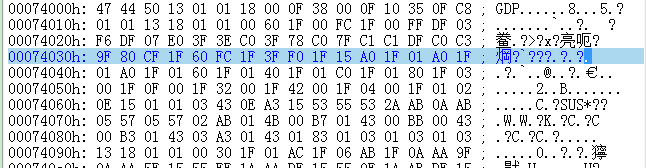 00074000h: 47 44 50 13 01 01 18 00 0F 38 00 0F 10 35 0F C8 ; GDP.......8...5.?
00074010h: 01 01 13 18 01 01 00 60 1F 00 FC 1F 00 FF DF 03 ; .......`..?. ?
00074020h: F6 DF 07 E0 3F 3E C0 3F 78 C0 7F C1 C1 DF C0 C3 ; ?>?x?亮呃?
00074030h: 9F 80 CF 1F 60 FC 1F 3F F0 1F 15 A0 1F 01 A0 1F ; ?`???.?.?.
00074040h: 01 A0 1F 01 60 1F 01 40 1F 01 C0 1F 01 80 1F 13 ; .?.`..@..?.€..
00074050h: 00 1F 00 1F 00 1F 32 00 1F 42 00 1F 04 00 1F 01 02 ; ......2..B.......
00074060h: 0E 15 01 01 03 43 0E A3 15 53 55 53 2A AB 0A AB ; .....C.?SUS*??
00074070h: 05 57 05 57 02 AB 01 4B 00 B7 01 43 00 BB 00 43 ; .W.W.?K.?C.?C
00074080h: 00 B3 01 43 03 A3 01 43 01 83 01 03 01 03 01 03 ; .?C.?C.?.....
00074090h: 13 18 01 01 00 30 1F 01 AC 1F 06 AB 1F 0A AA 9F ; .....0..?.?.